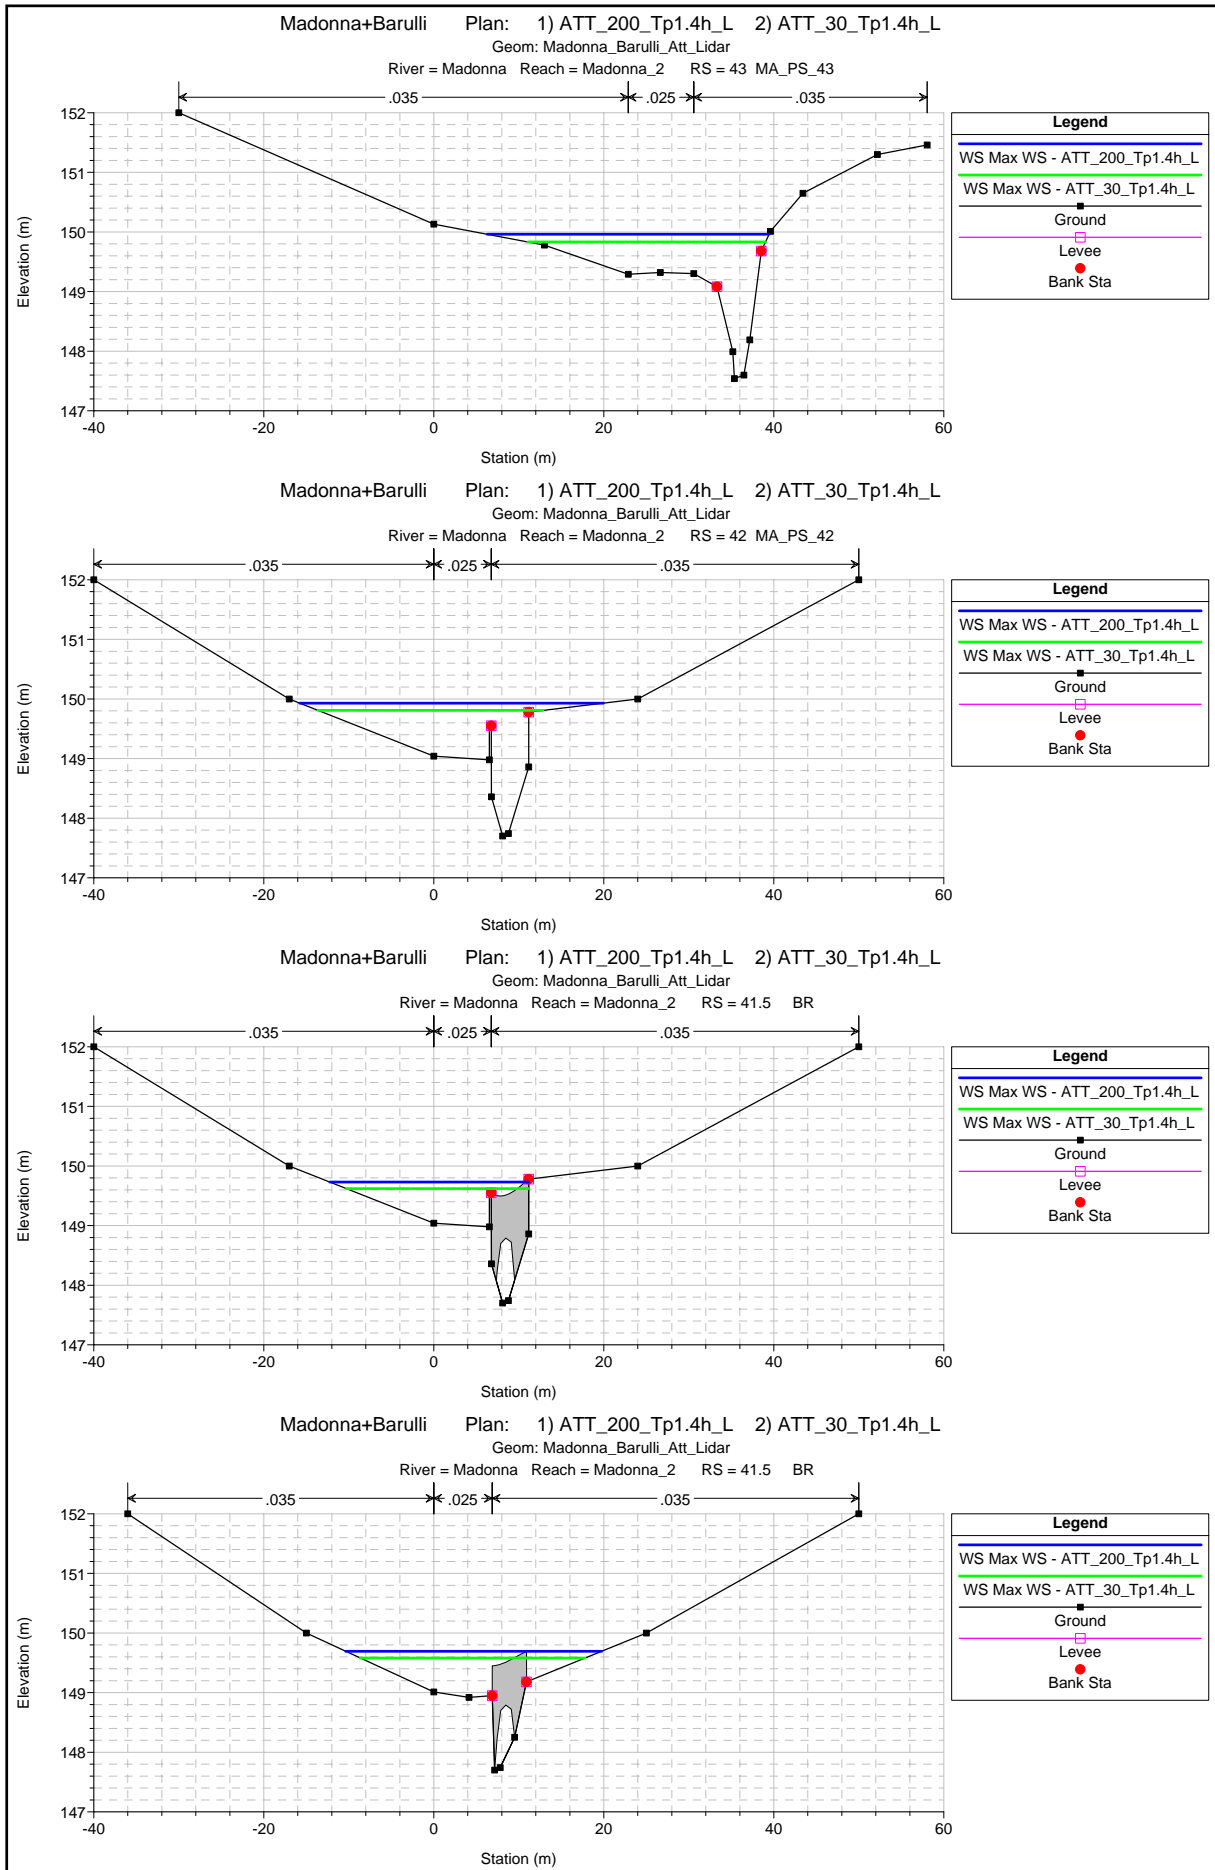 Madonna+Barulli Plan: 1) ATT_200_Tp1.4h_L 2) ATT_30_Tp1.4h_L
Geom: Madonna_Barulli_Att_Lidar
River = Madonna Reach = Madonna_2 RS = 43 MA_PS_43
.035 .025 .035
152
151
150
149
148
147
-40 -20 0 20 40 60
Elevation (m)
Station (m)
Legend
WS Max WS - ATT_200_Tp1.4h_L
WS Max WS - ATT_30_Tp1.4h_L
Ground
Levee
Bank Sta
Madonna+Barulli Plan: 1) ATT_200_Tp1.4h_L 2) ATT_30_Tp1.4h_L
Geom: Madonna_Barulli_Att_Lidar
River = Madonna Reach = Madonna_2 RS = 42 MA_PS_42
.035 .025 .035
152
151
150
149
148
147
-40 -20 0 20 40 60
Elevation (m)
Station (m)
Legend
WS Max WS - ATT_200_Tp1.4h_L
WS Max WS - ATT_30_Tp1.4h_L
Ground
Levee
Bank Sta
Madonna+Barulli Plan: 1) ATT_200_Tp1.4h_L 2) ATT_30_Tp1.4h_L
Geom: Madonna_Barulli_Att_Lidar
River = Madonna Reach = Madonna_2 RS = 41.5 BR
.035 .025 .035
152
151
150
149
148
147
-40 -20 0 20 40 60
Elevation (m)
Station (m)
Legend
WS Max WS - ATT_200_Tp1.4h_L
WS Max WS - ATT_30_Tp1.4h_L
Ground
Levee
Bank Sta
Madonna+Barulli Plan: 1) ATT_200_Tp1.4h_L 2) ATT_30_Tp1.4h_L
Geom: Madonna_Barulli_Att_Lidar
River = Madonna Reach = Madonna_2 RS = 41.5 BR
.035 .025 .035
152
151
150
149
148
147
-40 -20 0 20 40 60
Elevation (m)
Station (m)
Legend
WS Max WS - ATT_200_Tp1.4h_L
WS Max WS - ATT_30_Tp1.4h_L
Ground
Levee
Bank Sta